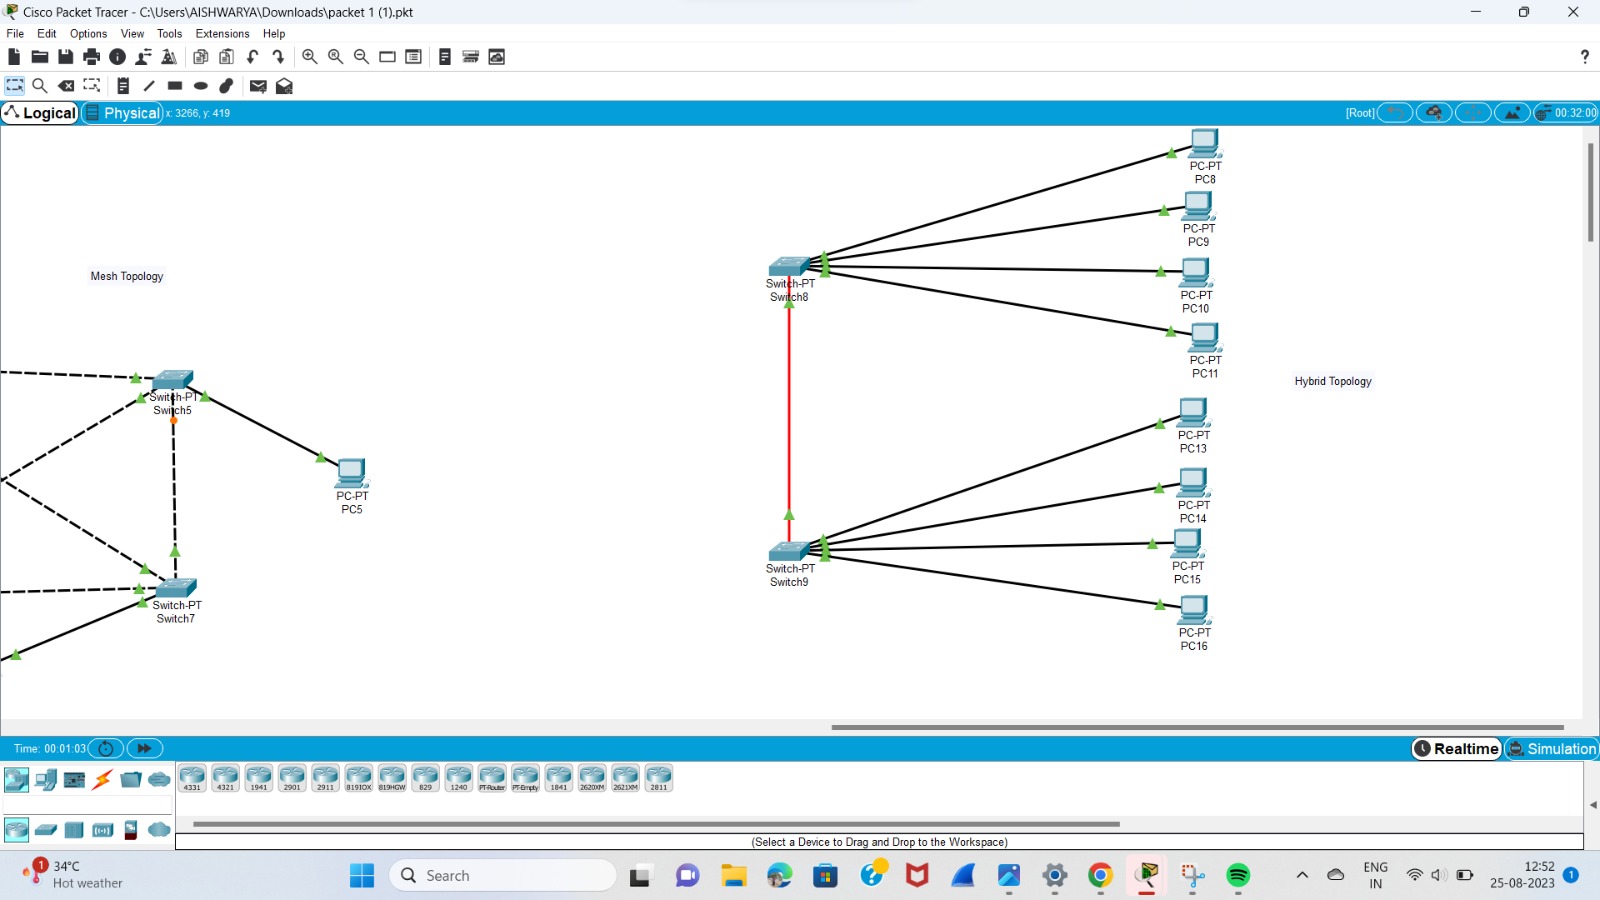 Cisco Packet Tracer - C:\Users\AISHWARYA\Downloads\packet 1 (1).pkt
File Edit Options View Tools Extensions Help
?
Logical Physical x: 3266, y: 419 [Root] 00:32:00
PC-PT
PC8
PC-PT
PC9
Mesh Topology
Switch-PT
Switch8
PC-PT
PC10
PC-PT
PC11
Hybrid Topology
Switch-PT
Switch5
PC-PT
PC13
PC-PT
PC5
PC-PT
PC14
Switch-PT
Switch9
PC-PT
PC15
Switch-PT
Switch7
PC-PT
PC16
Time: 00:01:03 Realtime Simulation
4331 4321 1941 2901 2911 819IOX 819HGW 829 1240 PT-Router PT-Empty 1841 2620XM 2621XM 2811
(Select a Device to Drag and Drop to the Workspace)
1 34°C
Hot weather
Search
ENG
IN
12:52
25-08-2023
1